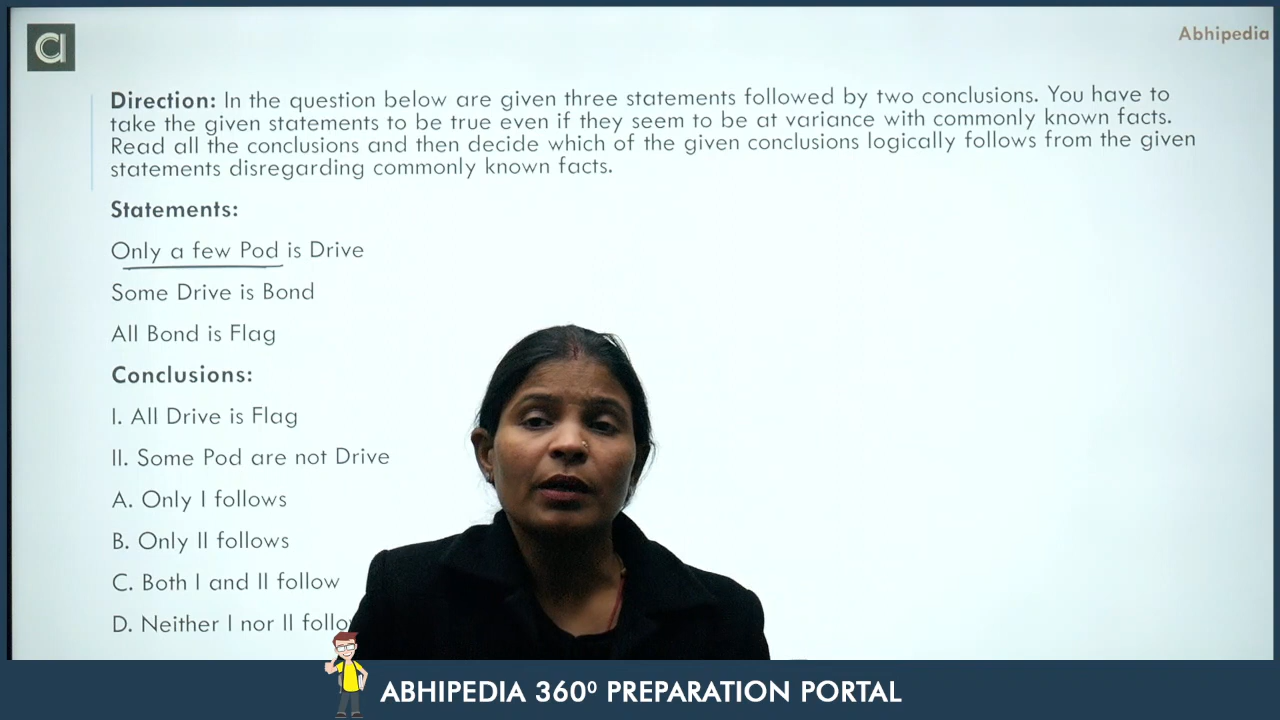 Abhipedia
Direction: In the question below are given three statements followed by two conclusions. You have to
take the given statements to be true even if they seem to be at variance with commonly known facts.
Read all the conclusions and then decide which of the given conclusions logically follows from the given
statements disregarding commonly known facts.
Statements:
Only a few Pod is Drive
Some Drive is Bond
All Bond is Flag
Conclusions:
I. All Drive is Flag
II. Some Pod are not Drive
A. Only I follows
B. Only II follows
C. Both I and II follow
D. Neither I nor II follo
ABHIPEDIA 360⁰ PREPARATION PORTAL